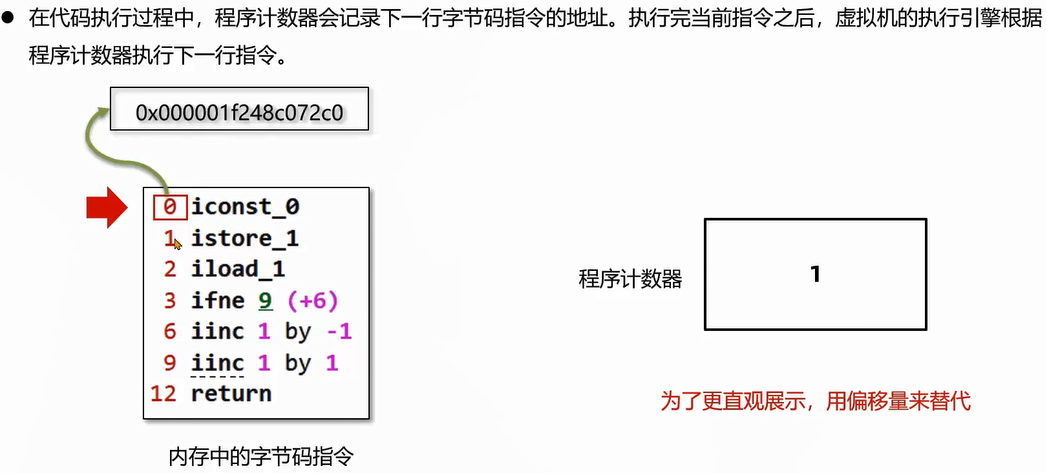 ● 在代码执行过程中，程序计数器会记录下一行字节码指令的地址。执行完当前指令之后，虚拟机的执行引擎根据
程序计数器执行下一行指令。
0x000001f248c072c0
0 iconst_0
1 istore_1
2 iload_1
3 ifne 9 (+6)
6 iinc 1 by -1
9 iinc 1 by 1
12 return
内存中的字节码指令
程序计数器
1
为了更直观展示，用偏移量来替代